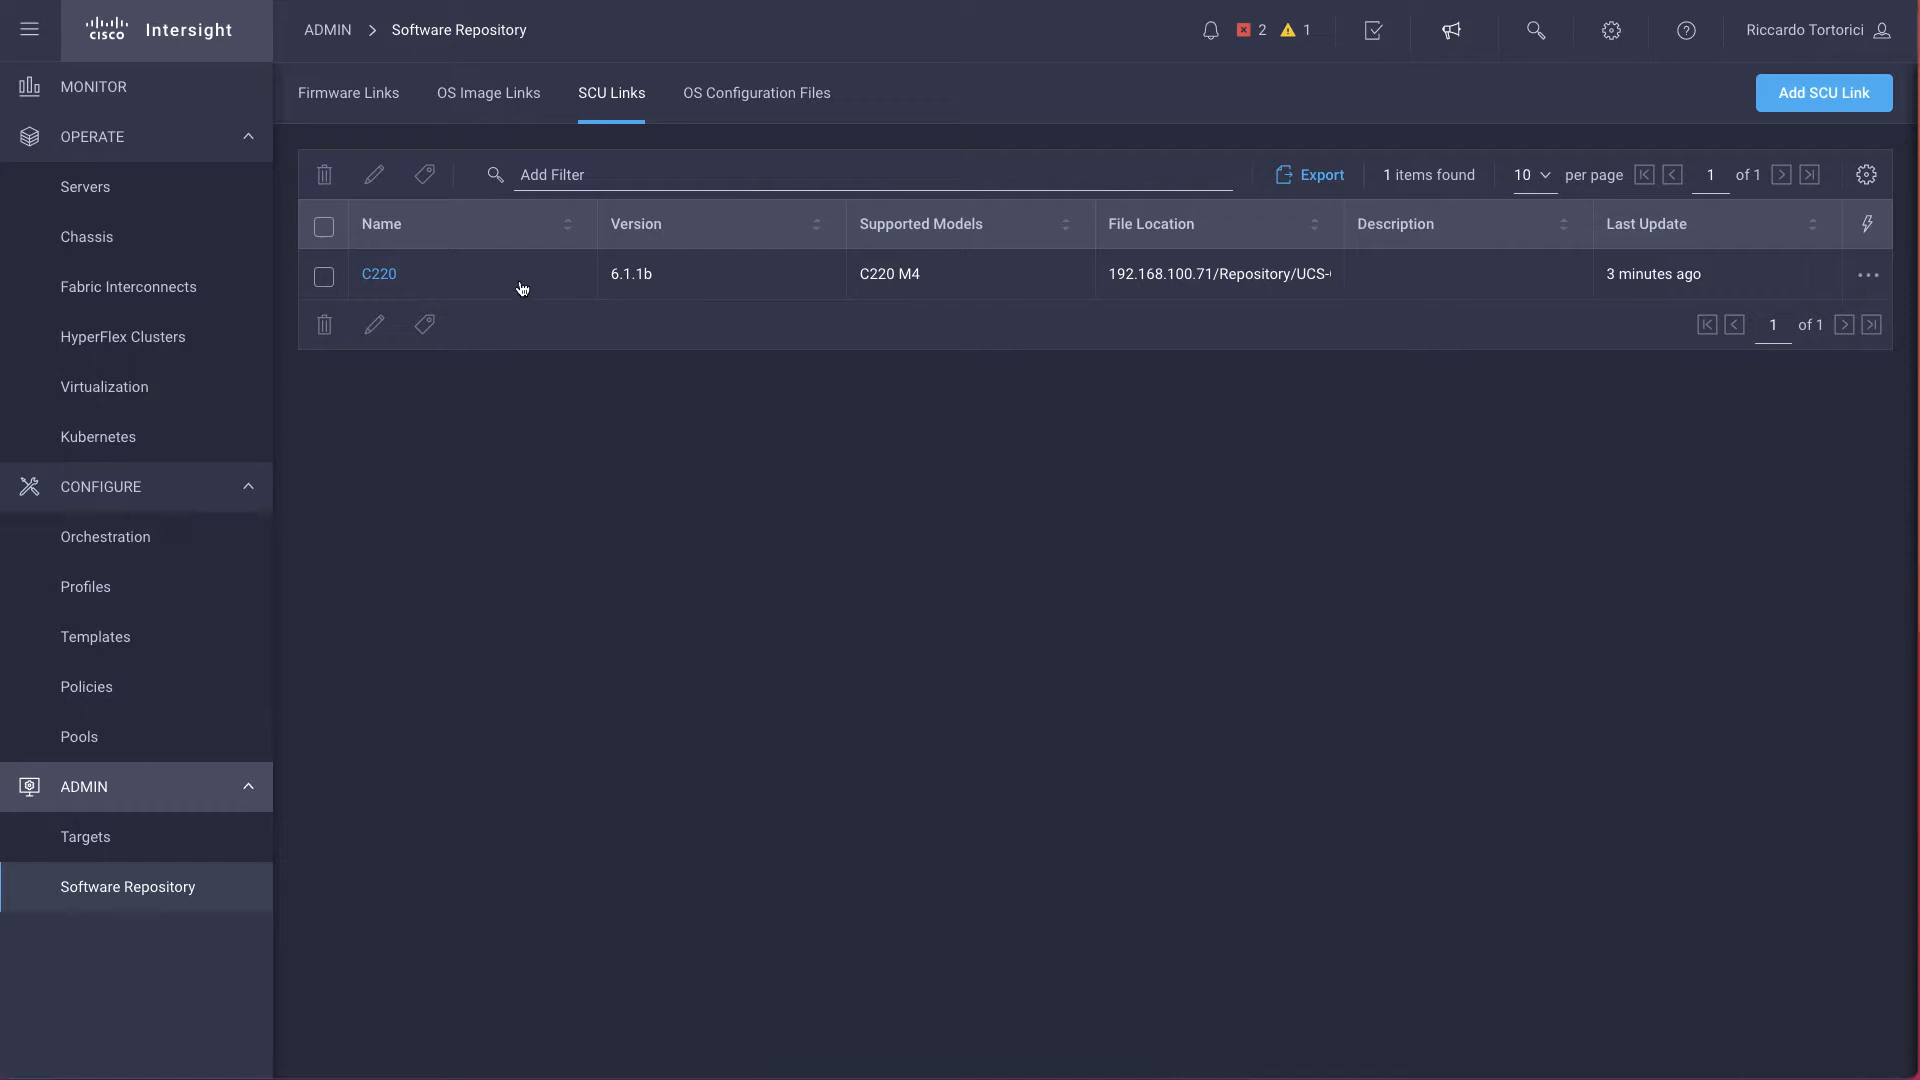 cisco Intersight
ADMIN > Software Repository
2
1
Riccardo Tortorici
MONITOR
OPERATE
Servers
Chassis
Fabric Interconnects
HyperFlex Clusters
Virtualization
Kubernetes
CONFIGURE
Orchestration
Profiles
Templates
Policies
Pools
ADMIN
Targets
Software Repository
Firmware Links OS Image Links SCU Links OS Configuration Files
Add SCU Link
Add Filter Export 1 items found 10 per page 1 of 1
Name Version Supported Models File Location Description Last Update
C220 6.1.1b C220 M4 192.168.100.71/Repository/UCS- 3 minutes ago
1 of 1